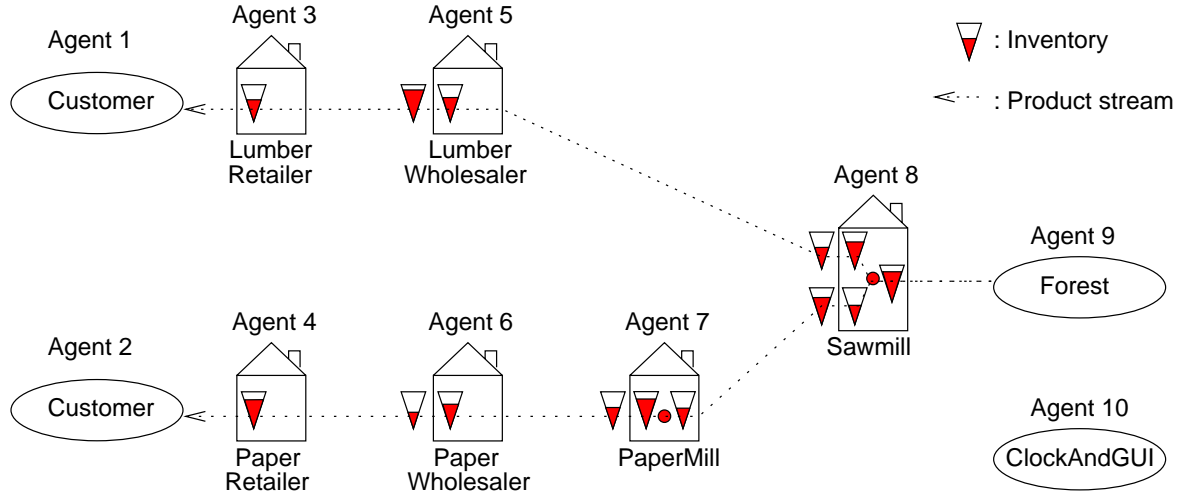 Agent 3
Agent 5
Agent 1
: Inventory
Customer
: Product stream
Lumber
Retailer
Lumber
Wholesaler
Agent 8
Agent 9
Forest
Agent 4
Agent 6
Agent 7
Sawmill
Agent 2
Customer
Agent 10
Paper
Retailer
Paper
Wholesaler
PaperMill
ClockAndGUI